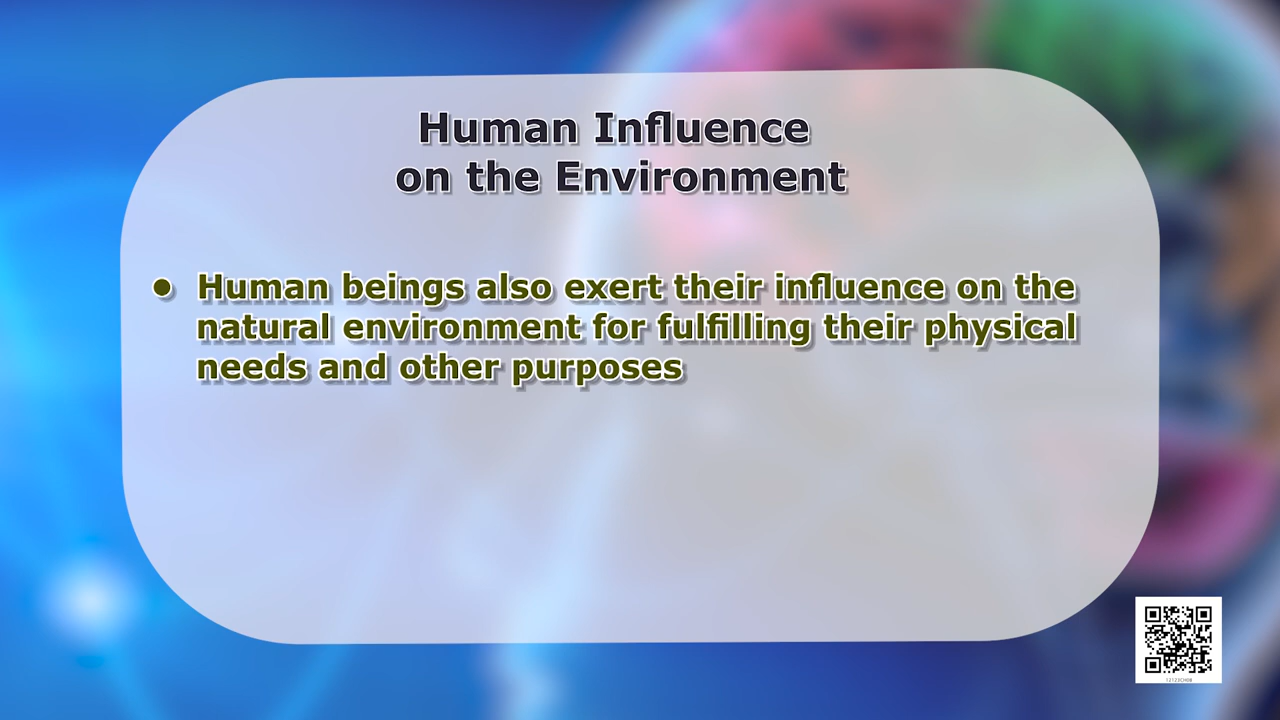 Human Influence
on the Environment
• Human beings also exert their influence on the
natural environment for fulfilling their physical
needs and other purposes
12123CH08